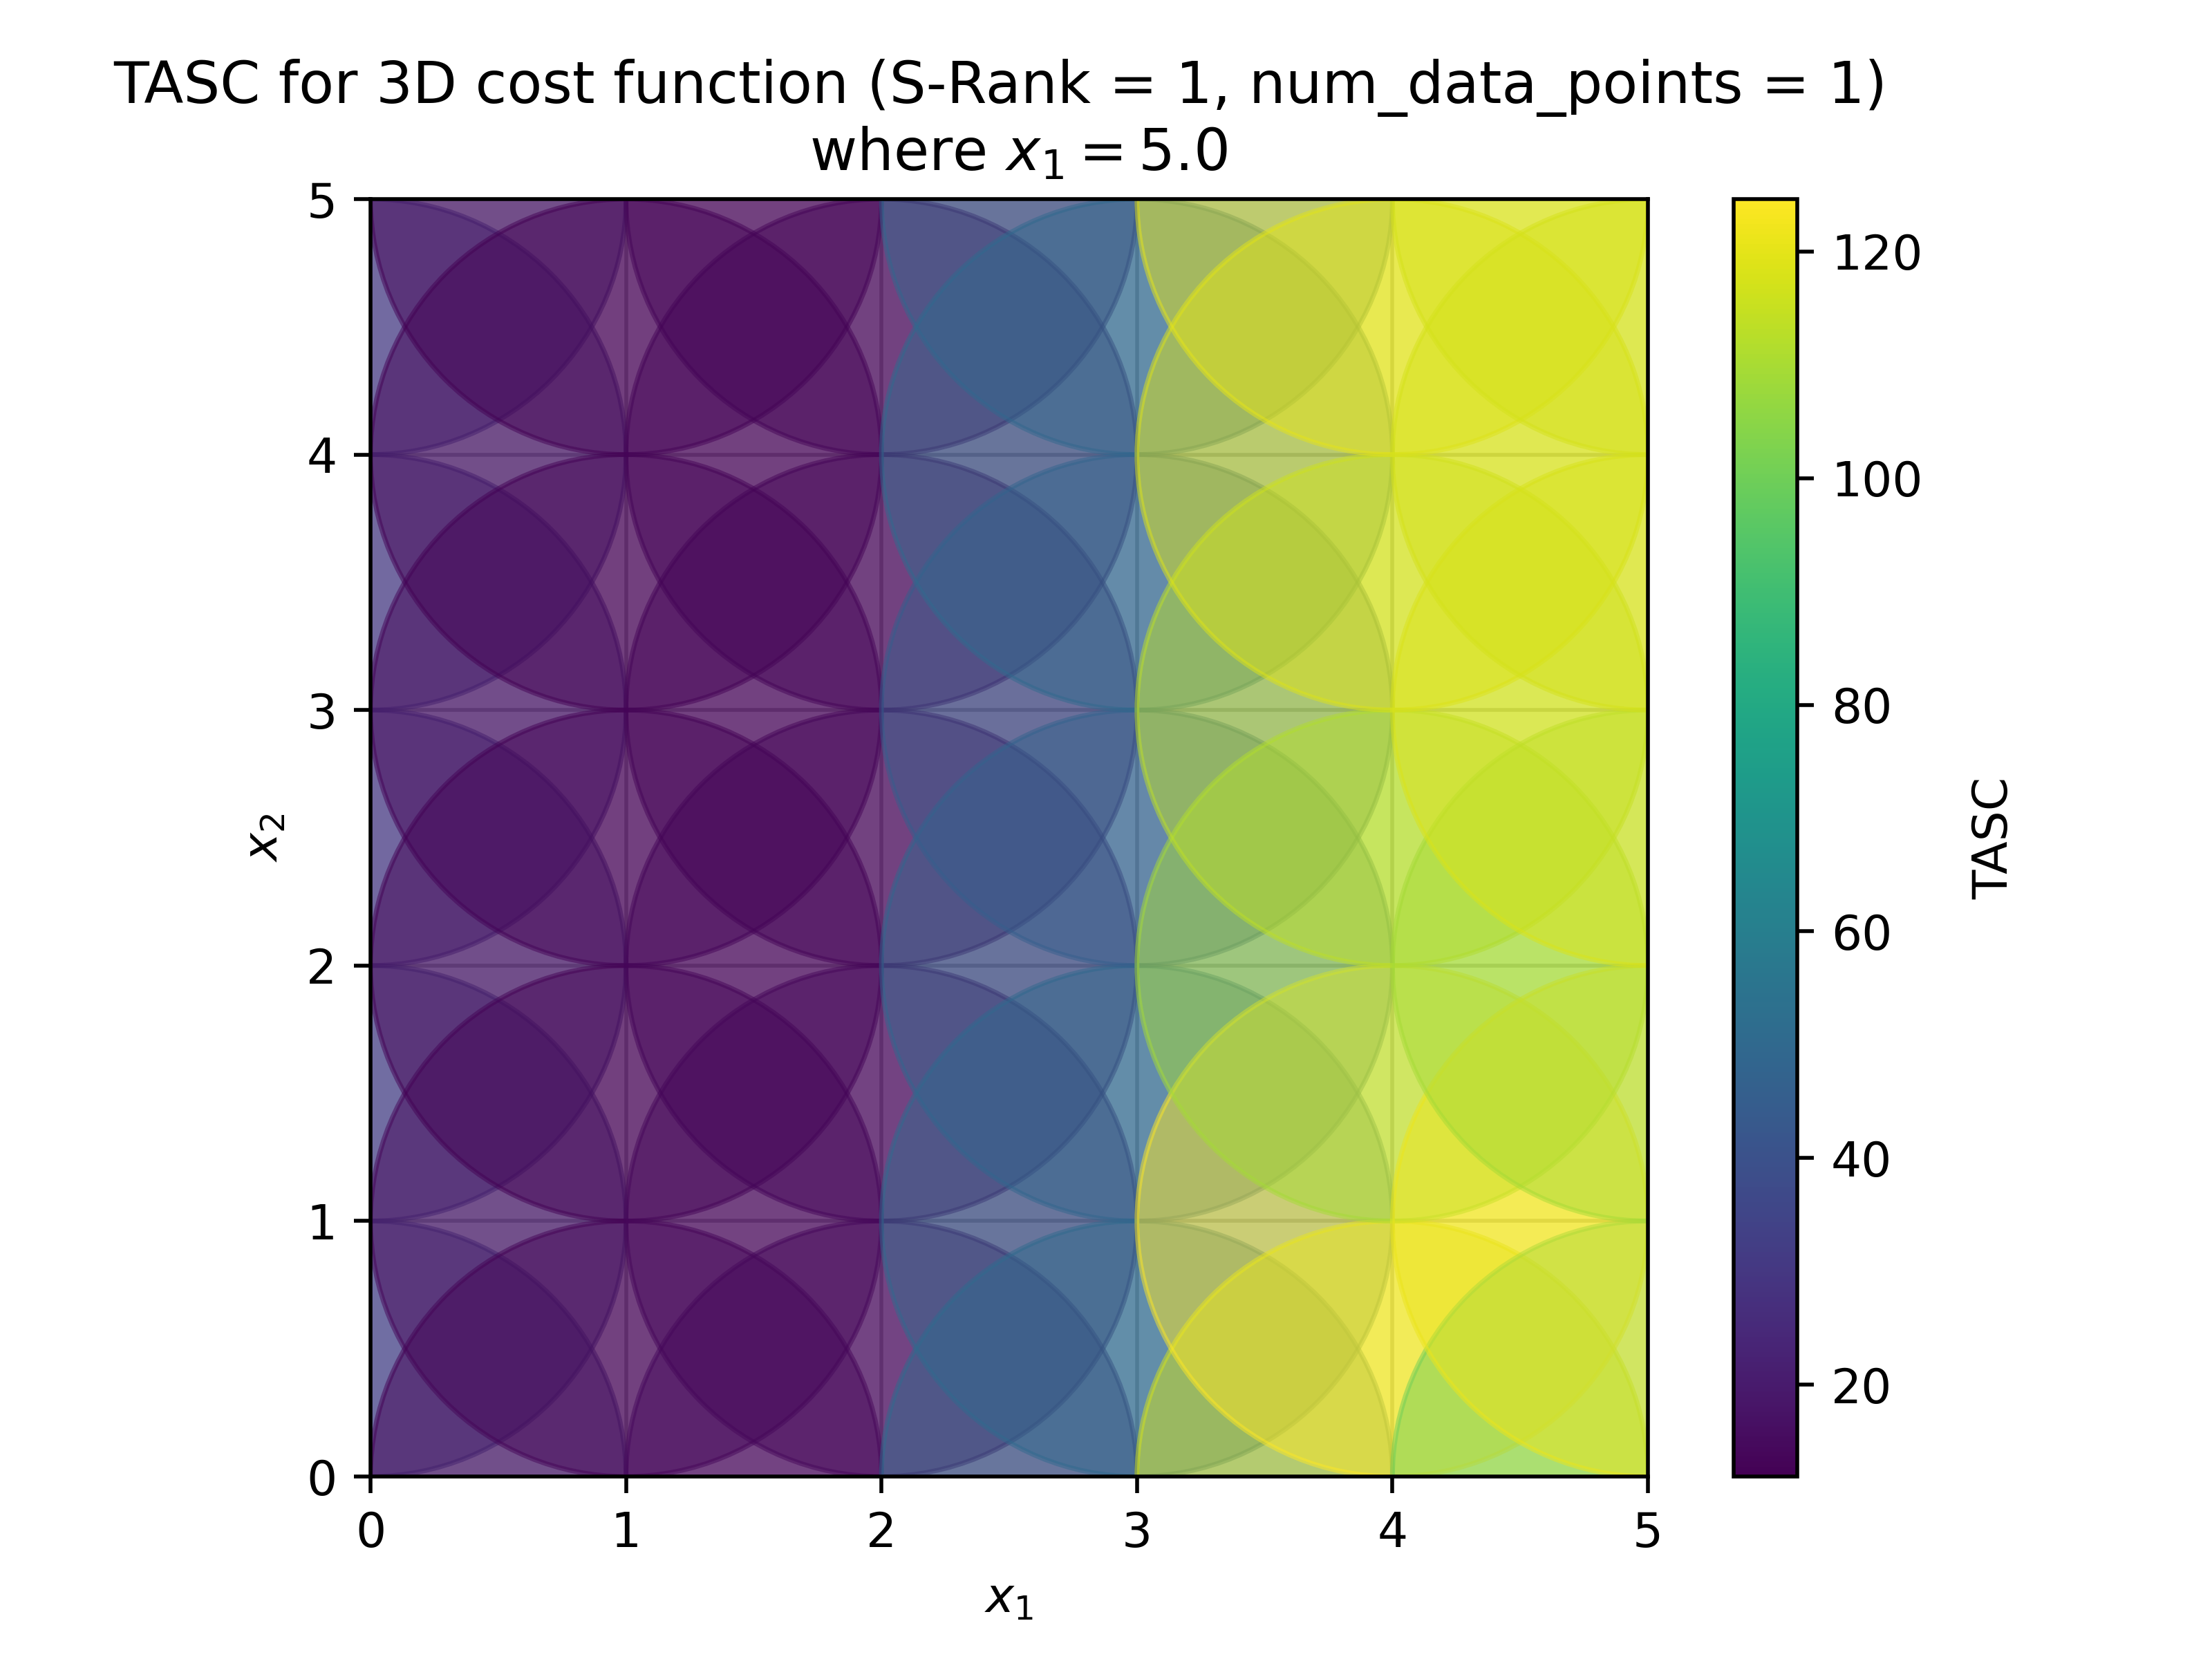 TASC for 3D cost function (S-Rank = 1, num_data_points = 1)
where x₁ = 5.0
5
4
3
2
1
0
x₂
0 1 2 3 4 5
x₁
120
100
80
60
40
20
TASC